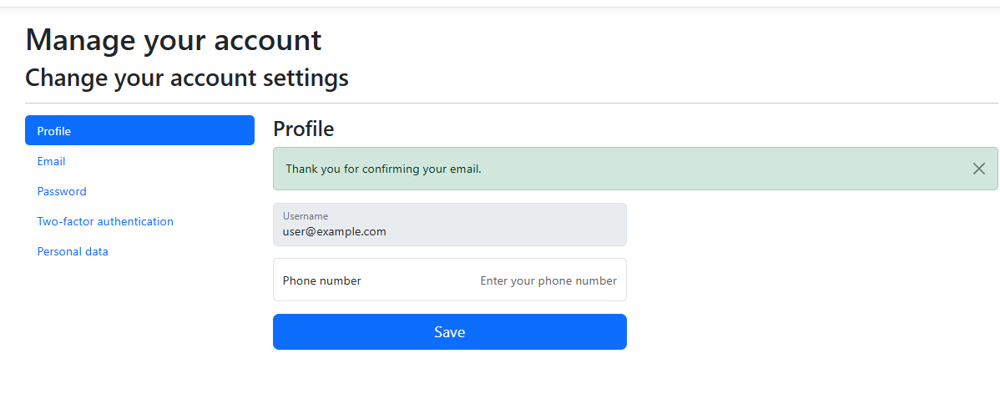 Manage your account
Change your account settings
Profile
Email
Password
Two-factor authentication
Personal data
Profile
Thank you for confirming your email.
Username
user@example.com
Phone number Enter your phone number
Save